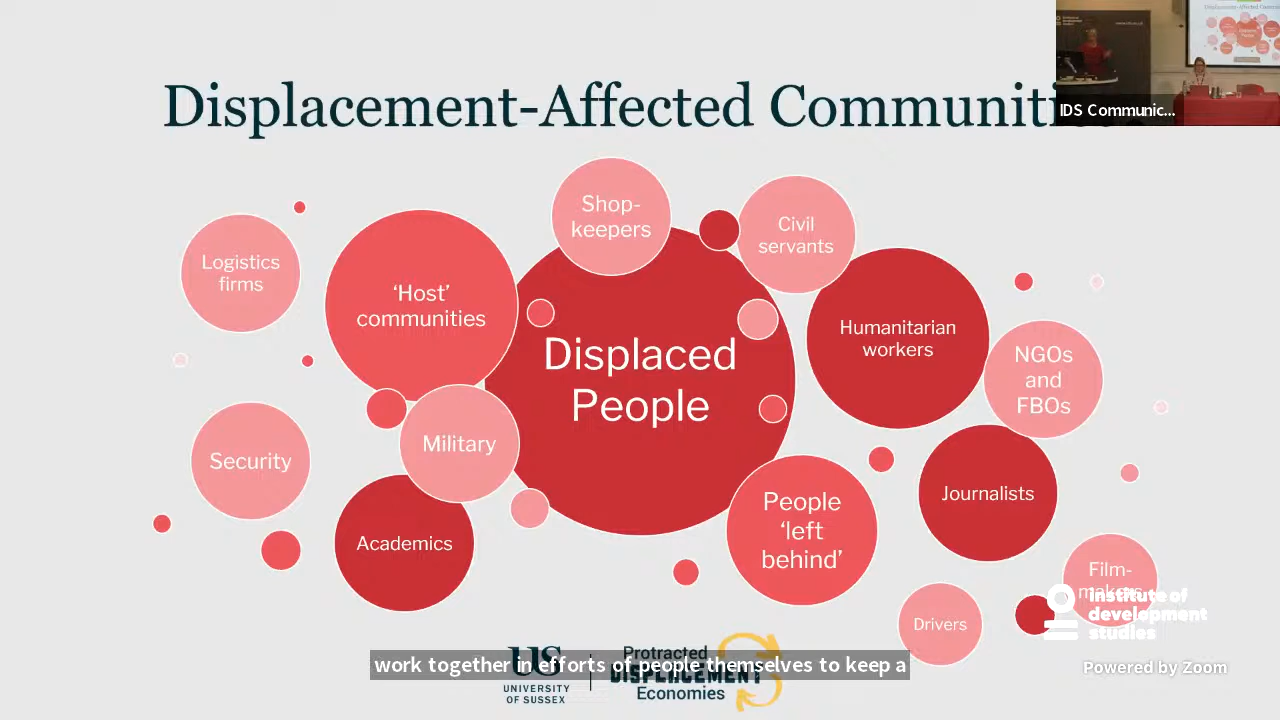 Displacement-Affected Communiti
IDS Communic...
Shop-
keepers
Civil
servants
Logistics
firms
‘Host’
communities
Humanitarian
workers
Displaced
People
NGOs
and
FBOs
Military
Security
Journalists
People
‘left
behind’
Academics
Film-
makers
Drivers
institute of
development
studies
Powered by Zoom
work together in efforts of people themselves to keep a
US
UNIVERSITY
OF SUSSEX
Protracted
DISPLACEMENT
Economies